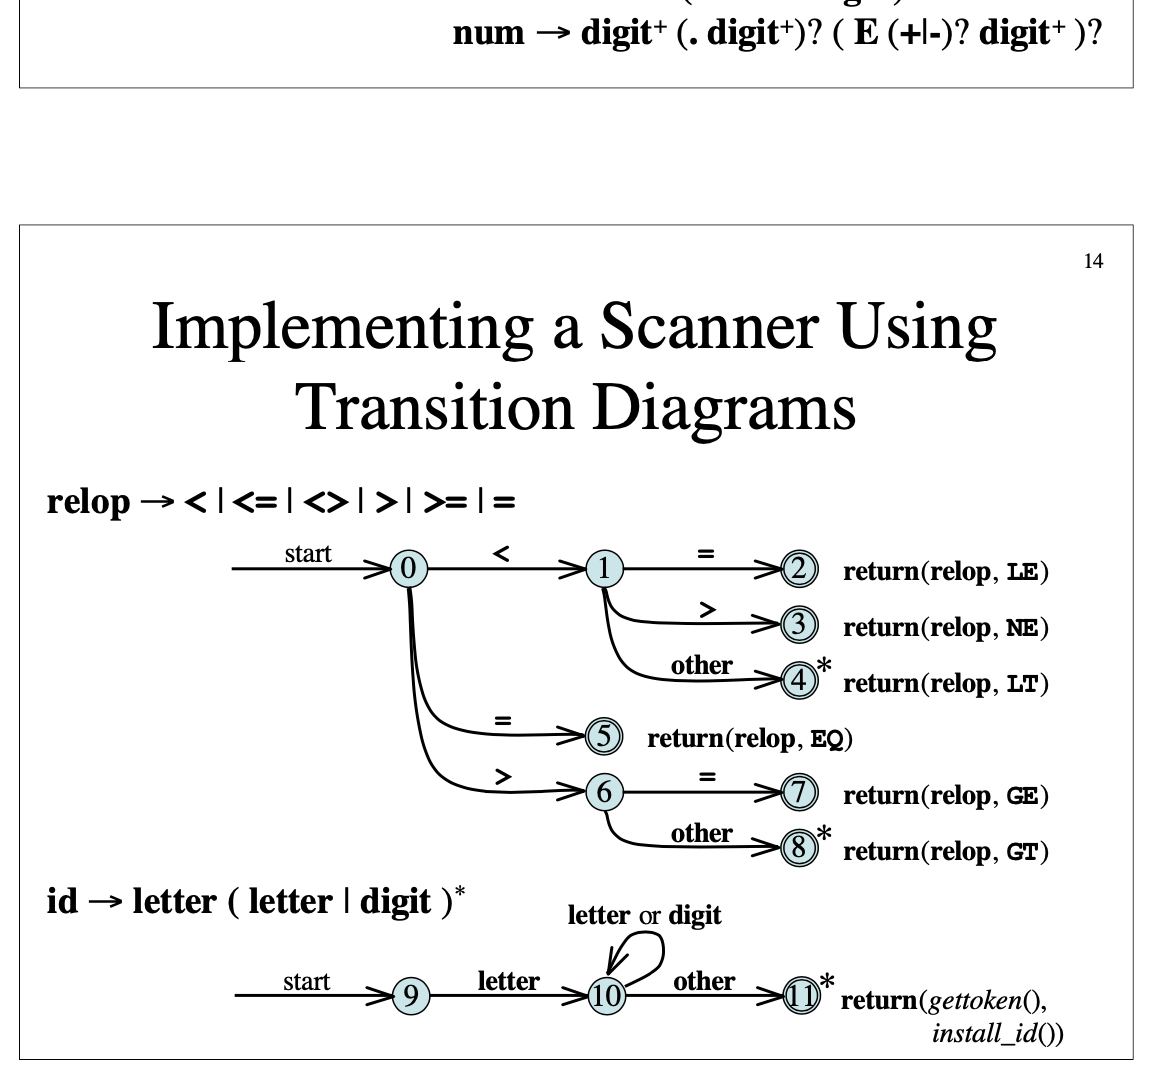 num → digit⁺ (. digit⁺)? ( E (+|-)? digit⁺ )?
14
Implementing a Scanner Using
Transition Diagrams
relop → < | <= | <> | > | >= | =
start 0 < 1 = 2 return(relop, LE)
> 3 return(relop, NE)
other 4 * return(relop, LT)
= 5 return(relop, EQ)
> 6 = 7 return(relop, GE)
other 8 * return(relop, GT)
id → letter ( letter | digit )*
letter or digit
start 9 letter 10 other 11 * return(gettoken(),
install_id())